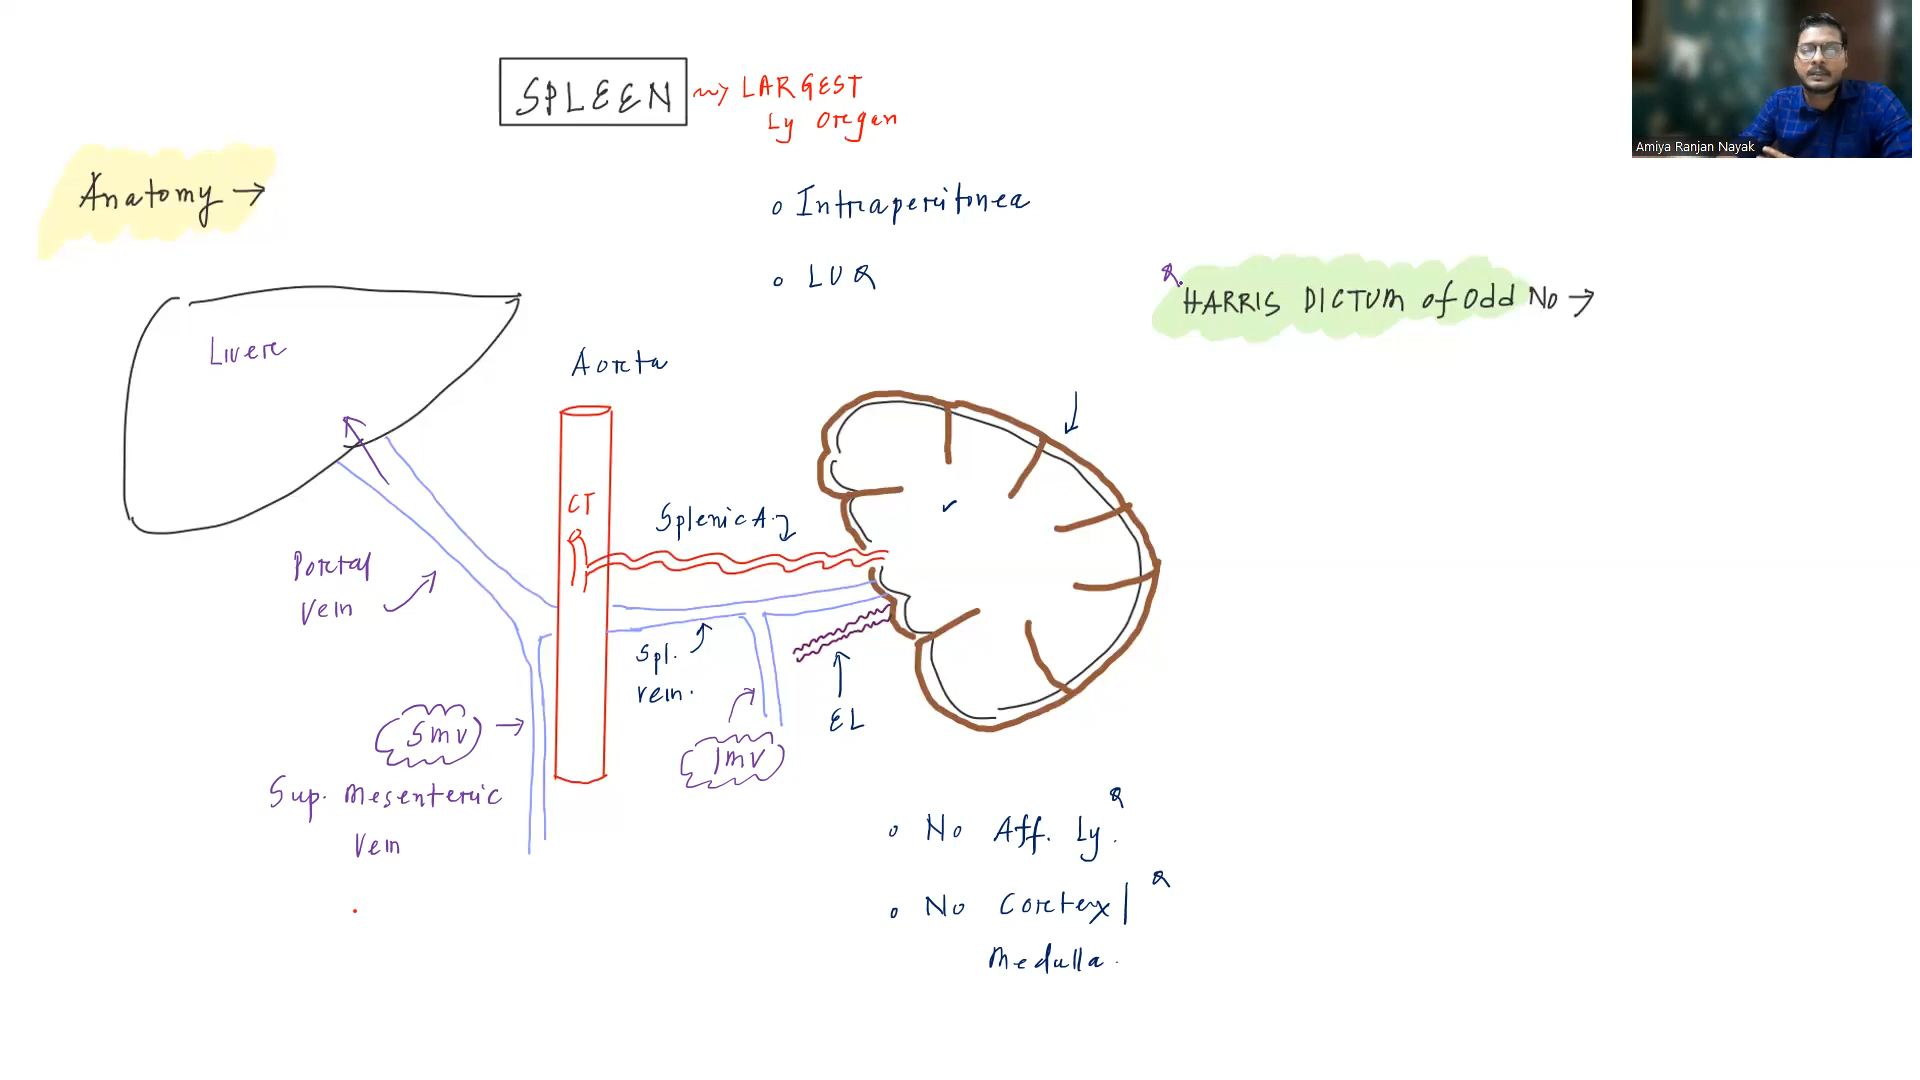 SPLEEN → LARGEST
Ly Organ
Amiya Ranjan Nayak
Anatomy →
o Intraperitonea
o LUQ
HARRIS DICTUM of Odd No →
Liver
Aorta
CT
Splenic A.
Portal
Vein
Spl.
vein.
SMV
IMV
EL
Sup. Mesenteric
Vein
o No Aff. Ly.
o No Cortex/
Medulla.